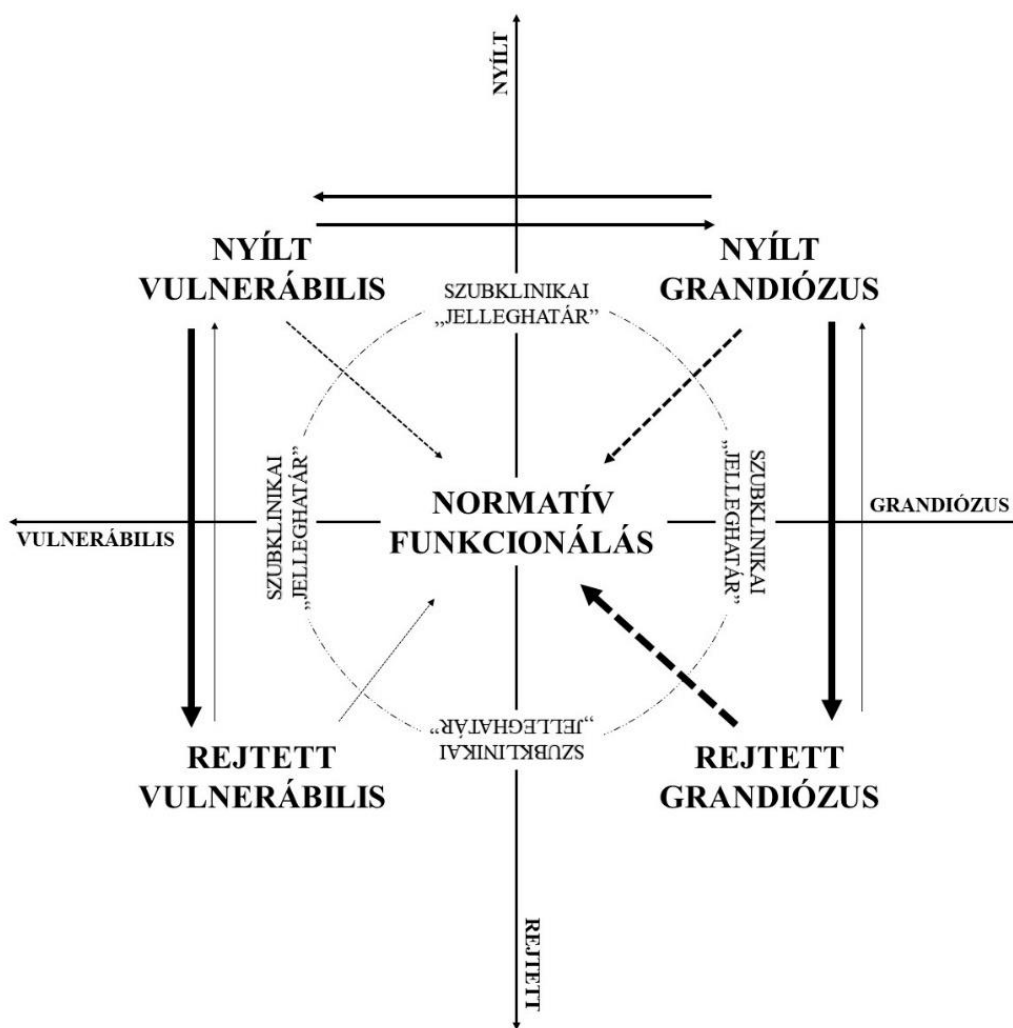 NYÍLT
NYÍLT
VULNERÁBILIS
NYÍLT
GRANDIÓZUS
SZUBKLINIKAI
„JELLEGHATÁR”
SZUBKLINIKAI
„JELLEGHATÁR”
SZUBKLINIKAI
„JELLEGHATÁR”
NORMATÍV
FUNKCIONÁLÁS
VULNERÁBILIS
GRANDIÓZUS
SZUBKLINIKAI
„JELLEGHATÁR”
REJTETT
VULNERÁBILIS
REJTETT
GRANDIÓZUS
REJTETT